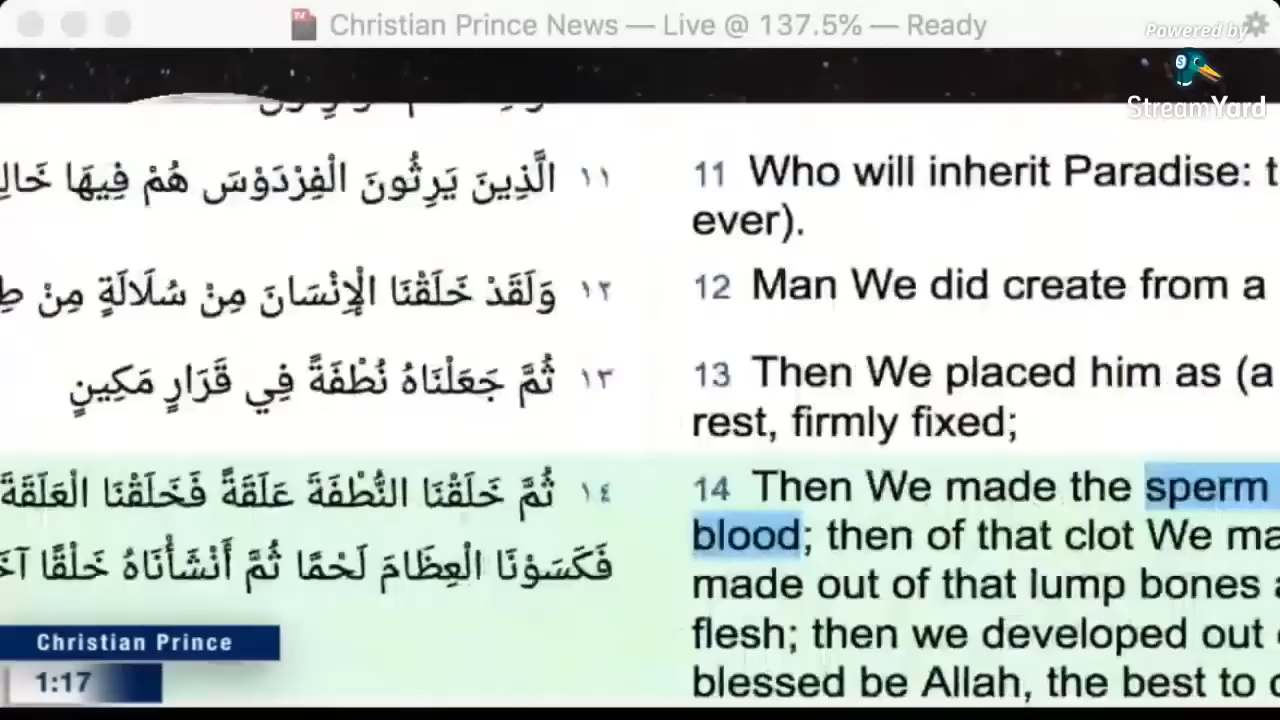 Christian Prince News — Live @ 137.5% — Ready
Powered by
StreamYard
١١ الَّذِينَ يَرِثُونَ الْفِرْدَوْسَ هُمْ فِيهَا
11 Who will inherit Paradise:
ever).
١٢ وَلَقَدْ خَلَقْنَا الْإِنْسَانَ مِنْ سُلَالَةٍ مِنْ
12 Man We did create from a
١٣ ثُمَّ جَعَلْنَاهُ نُطْفَةً فِي قَرَارٍ مَكِينٍ
13 Then We placed him as (a
rest, firmly fixed;
١٤ ثُمَّ خَلَقْنَا النُّطْفَةَ عَلَقَةً فَخَلَقْنَا الْعَلَقَةَ
فَكَسَوْنَا الْعِظَامَ لَحْمًا ثُمَّ أَنْشَأْنَاهُ خَلْقًا
14 Then We made the sperm
blood; then of that clot We
made out of that lump bones
flesh; then we developed out
blessed be Allah, the best to
Christian Prince
1:17